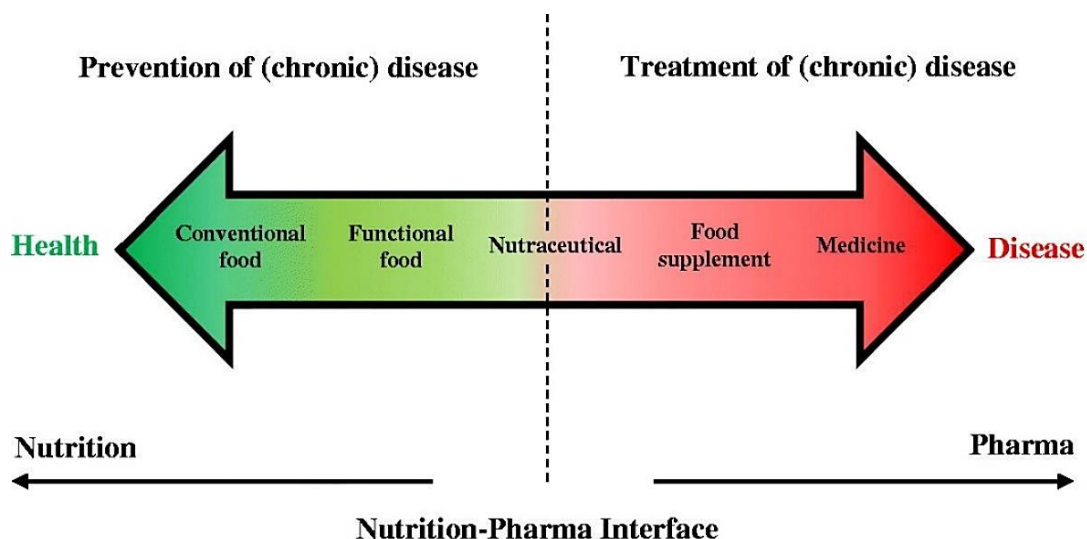 Prevention of (chronic) disease
Treatment of (chronic) disease
Health
Conventional
food
Functional
food
Nutraceutical
Food
supplement
Medicine
Disease
Nutrition
Pharma
Nutrition-Pharma Interface